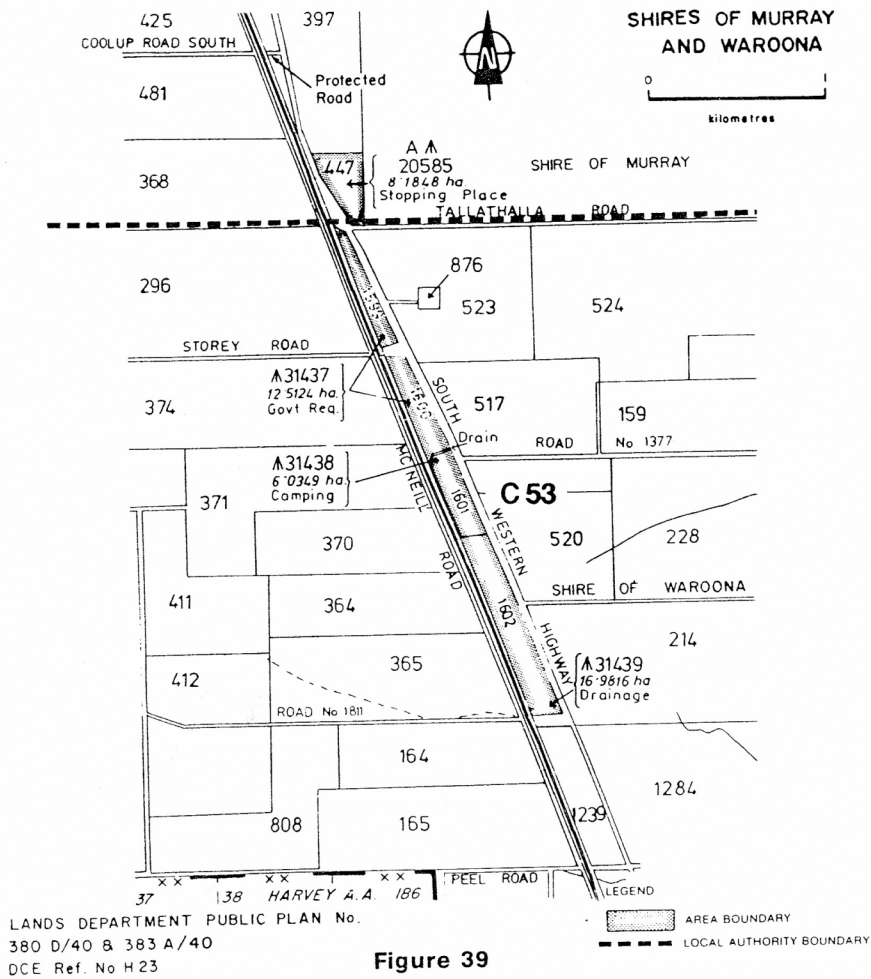 SHIRES OF MURRAY
AND WAROONA
0 1
kilometres
N
425
397
COOLUP ROAD SOUTH
Protected
Road
481
447
A
20585
8·1848 ha.
Stopping Place
SHIRE OF MURRAY
368
TALLATHALLA ROAD
876
296
523
524
1599
STOREY ROAD
31437
12·5124 ha.
Govt Req.
374
1600
SOUTH
517
159
Drain
ROAD No 1377
31438
6·0349 ha.
Camping
MC NEILL
371
1601
C 53
WESTERN
370
520
228
ROAD
SHIRE OF WAROONA
411
364
1602
HIGHWAY
214
365
31439
16·9816 ha
Drainage
412
ROAD No 1811
164
1284
808
165
1239
37
38
HARVEY A.A. 186
PEEL ROAD
LEGEND
AREA BOUNDARY
LOCAL AUTHORITY BOUNDARY
LANDS DEPARTMENT PUBLIC PLAN No.
380 D/40 & 383 A/40
DCE Ref. No H 23
Figure 39